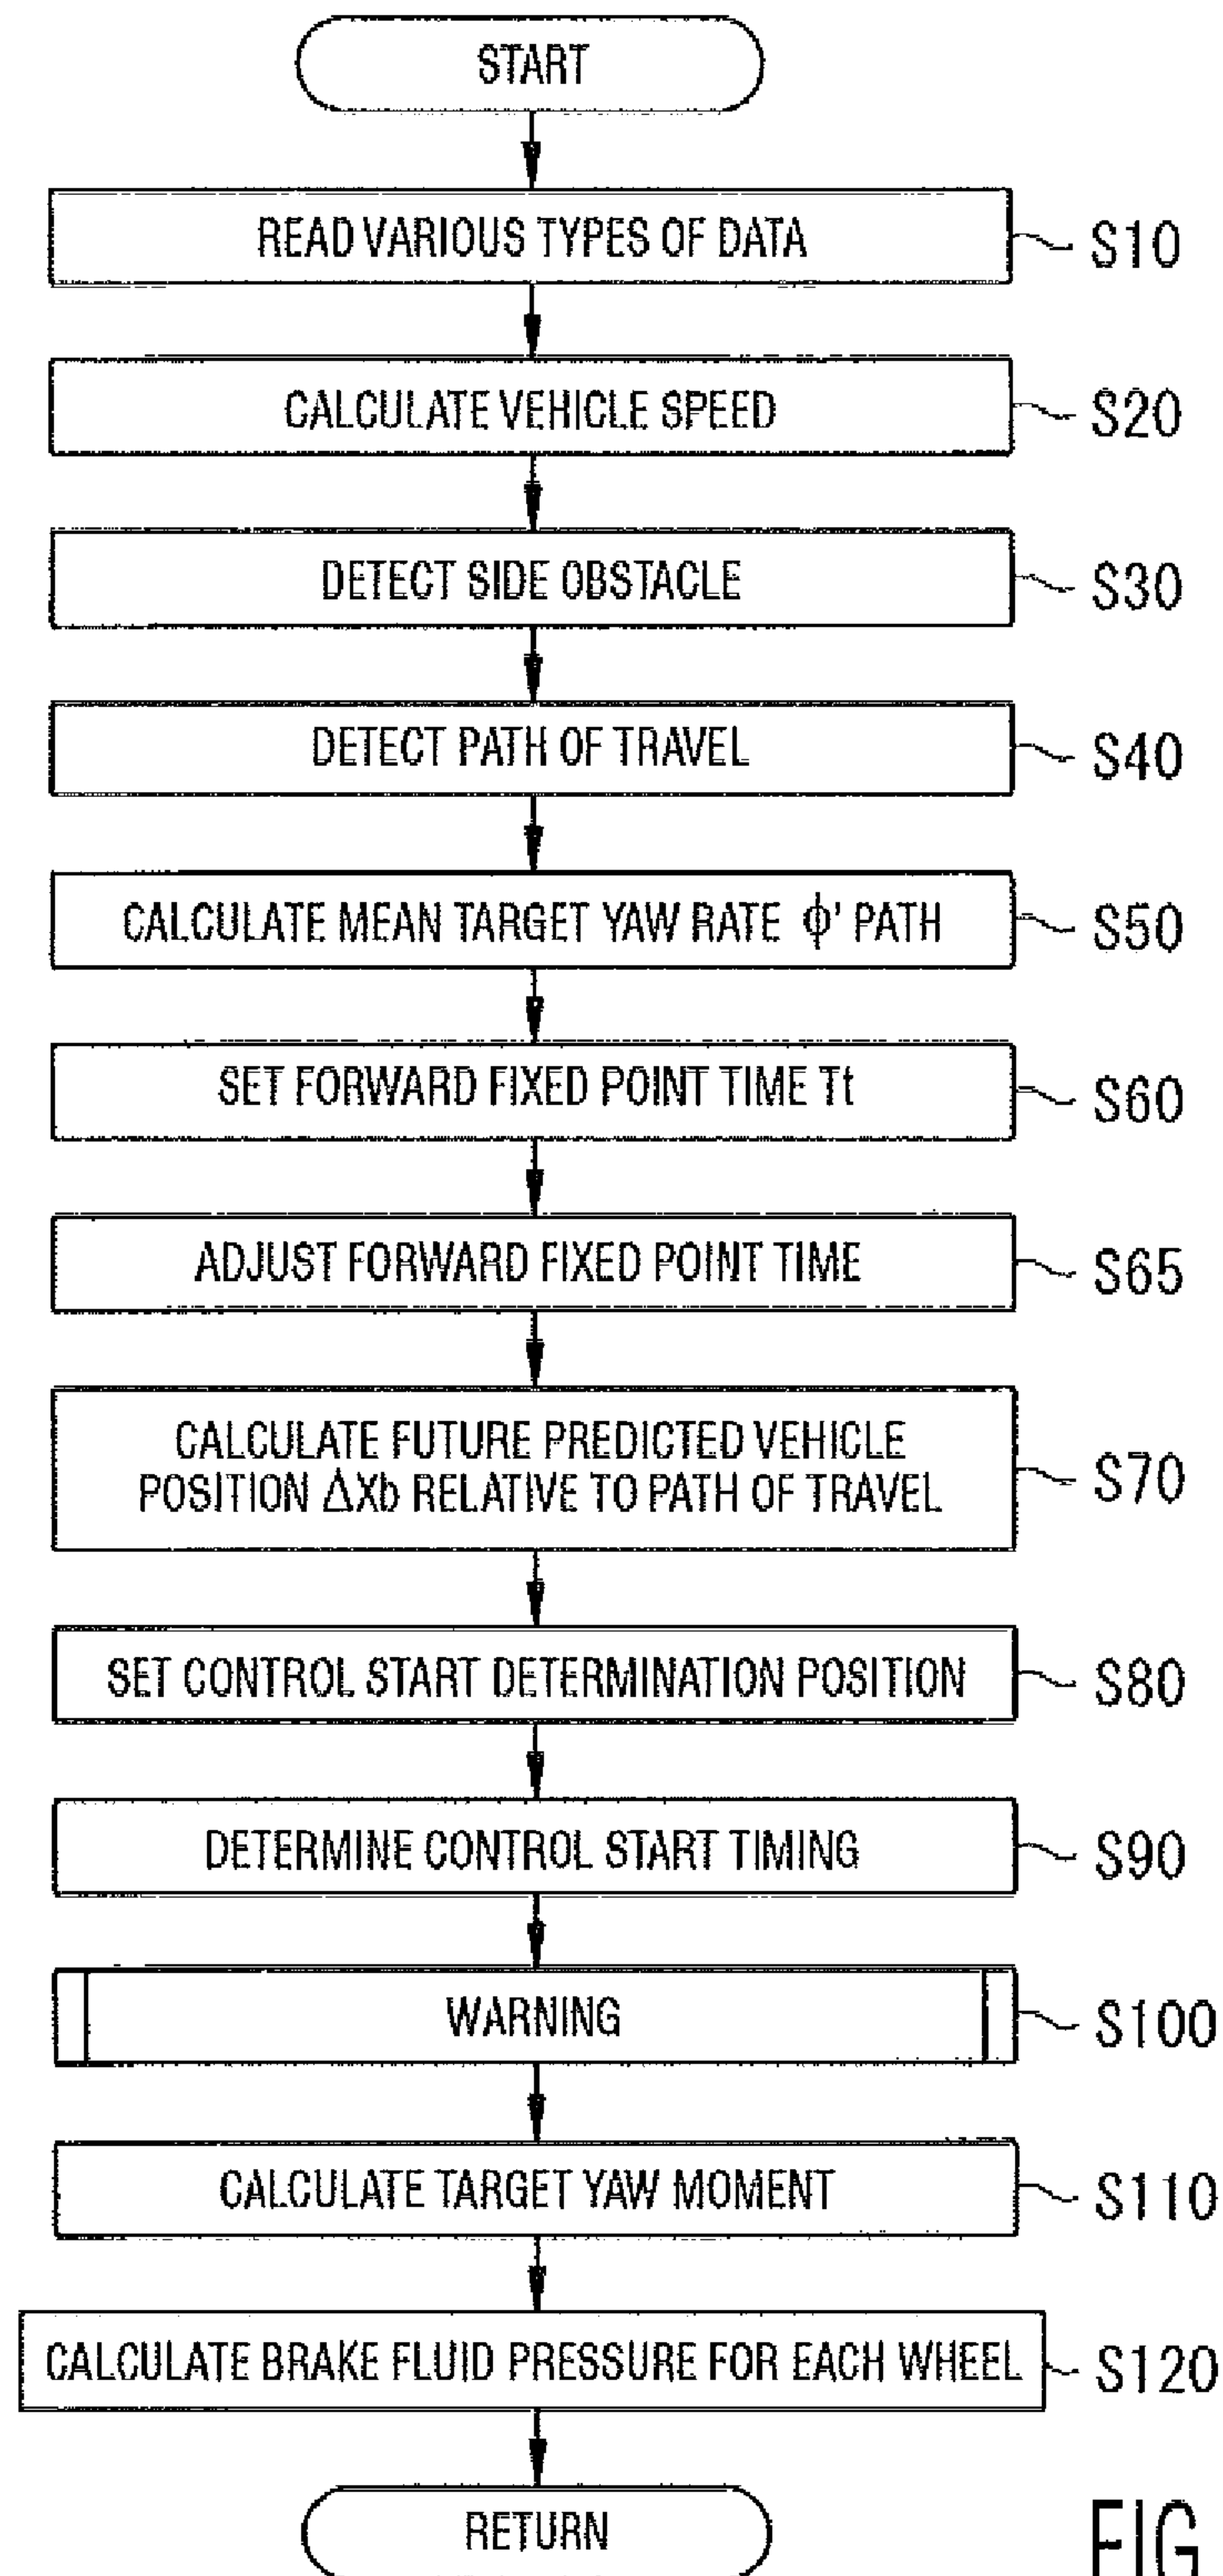 START
READ VARIOUS TYPES OF DATA
S10
CALCULATE VEHICLE SPEED
S20
DETECT SIDE OBSTACLE
S30
DETECT PATH OF TRAVEL
S40
CALCULATE MEAN TARGET YAW RATE ϕ' PATH
S50
SET FORWARD FIXED POINT TIME Tt
S60
ADJUST FORWARD FIXED POINT TIME
S65
CALCULATE FUTURE PREDICTED VEHICLE
POSITION ΔXb RELATIVE TO PATH OF TRAVEL
S70
SET CONTROL START DETERMINATION POSITION
S80
DETERMINE CONTROL START TIMING
S90
WARNING
S100
CALCULATE TARGET YAW MOMENT
S110
CALCULATE BRAKE FLUID PRESSURE FOR EACH WHEEL
S120
RETURN
FIG